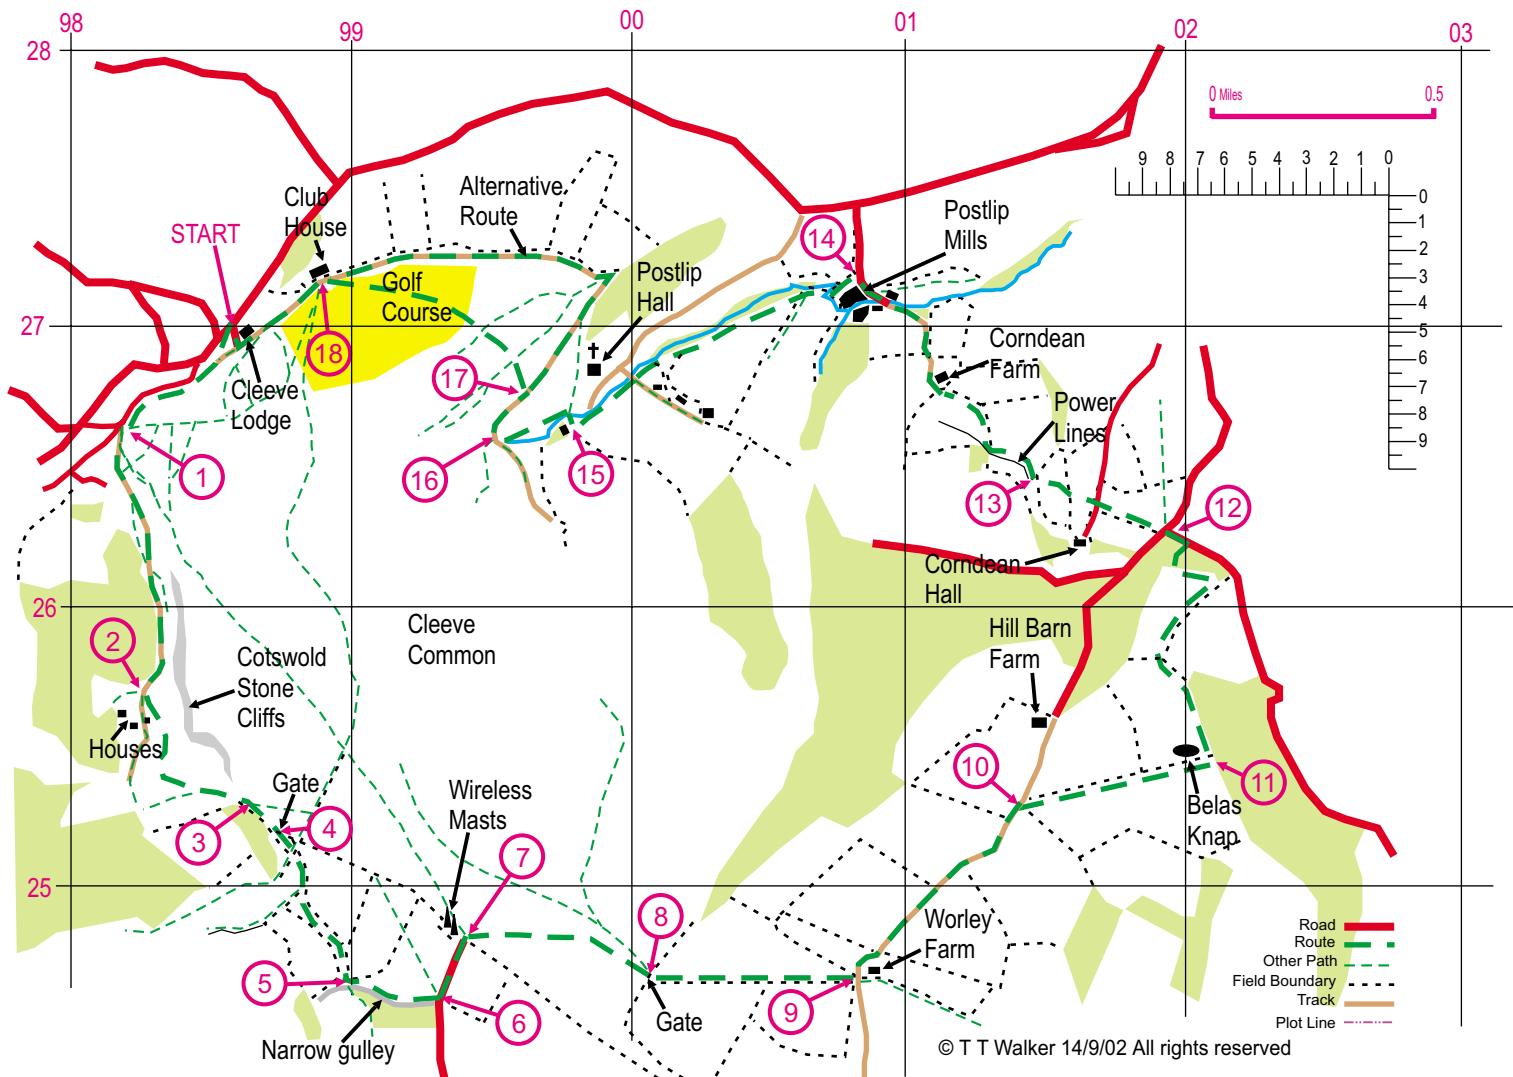 98
99
00
01
02
03
28
0 Miles
0.5
9 8 7 6 5 4 3 2 1 0
0
1
2
3
4
5
6
7
8
9
Club
House
Alternative
Route
START
Postlip
Mills
14
Golf
Course
Postlip
Hall
27
18
Corndean
Farm
17
Cleeve
Lodge
Power
Lines
1
16
15
13
12
Corndean
Hall
26
2
Cleeve
Common
Hill Barn
Farm
Cotswold
Stone
Cliffs
Houses
10
11
Gate
Wireless
Masts
Belas
Knap
3
4
7
25
8
Worley
Farm
5
6
Gate
9
Narrow gulley
Road
Route
Other Path
Field Boundary
Track
Plot Line
© T T Walker 14/9/02 All rights reserved